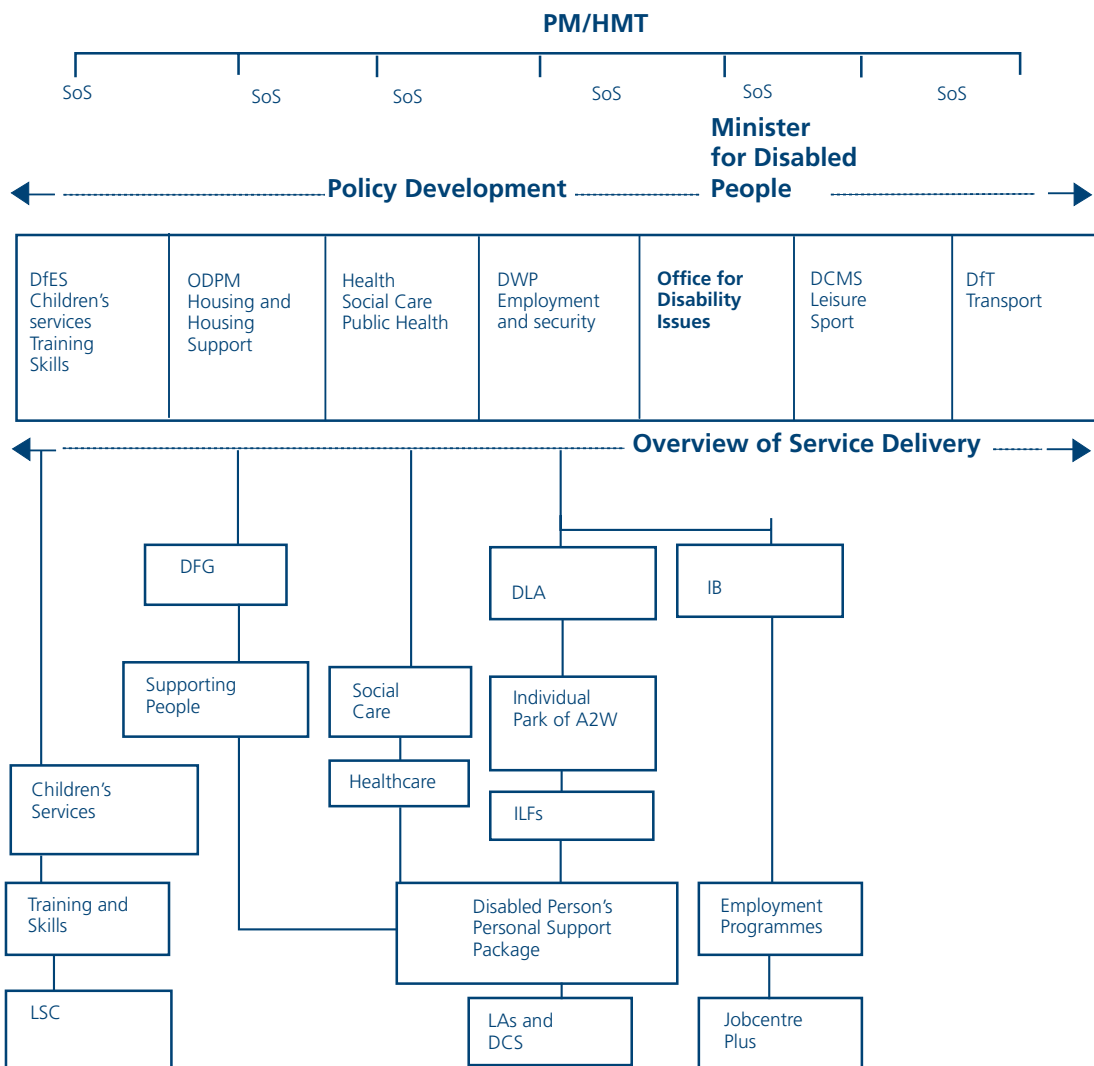 PM/HMT
SoS
SoS
SoS
SoS
SoS
SoS
Minister
for Disabled
People
Policy Development
DfES
Children's
services
Training
Skills
ODPM
Housing and
Housing
Support
Health
Social Care
Public Health
DWP
Employment
and security
Office for
Disability
Issues
DCMS
Leisure
Sport
DfT
Transport
Overview of Service Delivery
DFG
DLA
IB
Supporting
People
Social
Care
Individual
Park of A2W
Healthcare
Children's
Services
ILFs
Training and
Skills
Disabled Person's
Personal Support
Package
Employment
Programmes
LSC
LAs and
DCS
Jobcentre
Plus